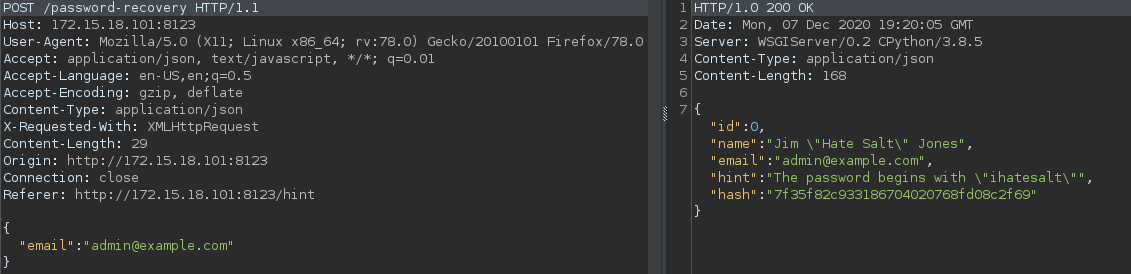 POST /password-recovery HTTP/1.1
Host: 172.15.18.101:8123
User-Agent: Mozilla/5.0 (X11; Linux x86_64; rv:78.0) Gecko/20100101 Firefox/78.0
Accept: application/json, text/javascript, */*; q=0.01
Accept-Language: en-US,en;q=0.5
Accept-Encoding: gzip, deflate
Content-Type: application/json
X-Requested-With: XMLHttpRequest
Content-Length: 29
Origin: http://172.15.18.101:8123
Connection: close
Referer: http://172.15.18.101:8123/hint
{
"email":"admin@example.com"
}
1 HTTP/1.0 200 OK
2 Date: Mon, 07 Dec 2020 19:20:05 GMT
3 Server: WSGIServer/0.2 CPython/3.8.5
4 Content-Type: application/json
5 Content-Length: 168
6
7 {
"id":0,
"name":"Jim \"Hate Salt\" Jones",
"email":"admin@example.com",
"hint":"The password begins with \"ihatesalt\"",
"hash":"7f35f82c933186704020768fd08c2f69"
}